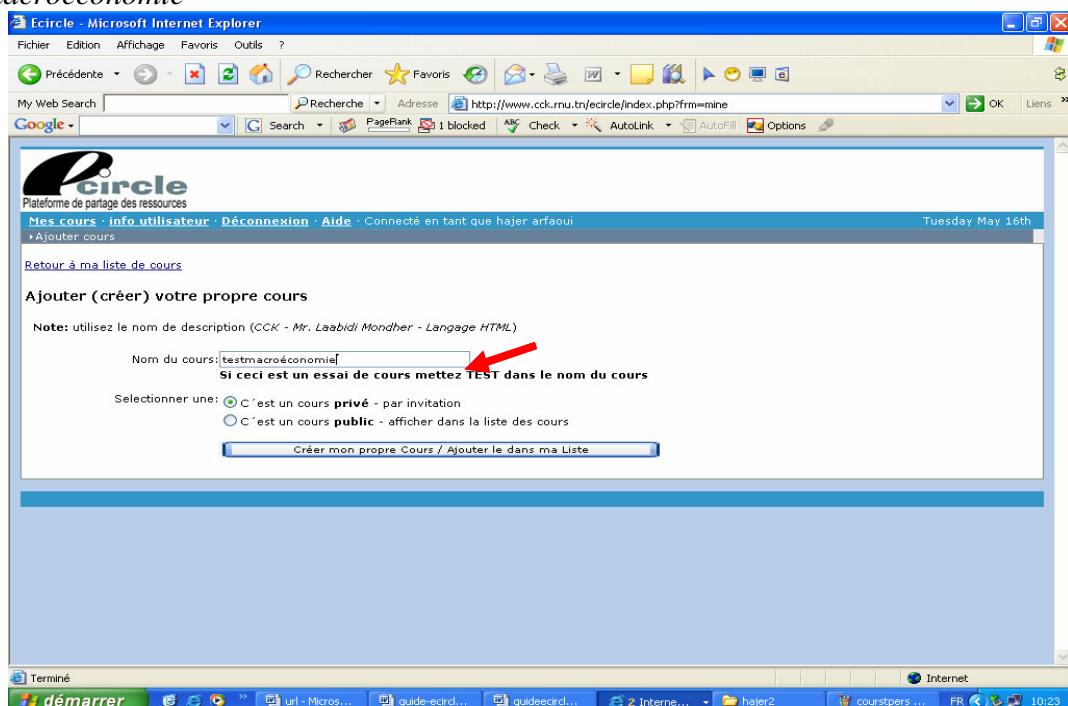 Ecircle - Microsoft Internet Explorer
Fichier Edition Affichage Favoris Outils ?
Précédente Rechercher Favoris
My Web Search Recherche Adresse http://www.cck.rnu.tn/ecircle/index.php?frm=mine OK Liens »
Google Search PageRank 1 blocked ABC Check AutoLink AutoFill Options
ecircle
Plateforme de partage des ressources
Mes cours · info utilisateur · Déconnexion · Aide · Connecté en tant que hajer arfaoui Tuesday May 16th
Ajouter cours
Retour à ma liste de cours
Ajouter (créer) votre propre cours
Note: utilisez le nom de description (CCK - Mr. Laabidi Mondher - Langage HTML)
Nom du cours: testmacroéconomie
Si ceci est un essai de cours mettez TEST dans le nom du cours
Selectionner une: C´est un cours privé - par invitation
C´est un cours public - afficher dans la liste des cours
Créer mon propre Cours / Ajouter le dans ma Liste
Terminé Internet
démarrer » url - Micros... guide-ecircl... guideecircl... 2 Interne... hajer2 courstpers ... FR 10:23